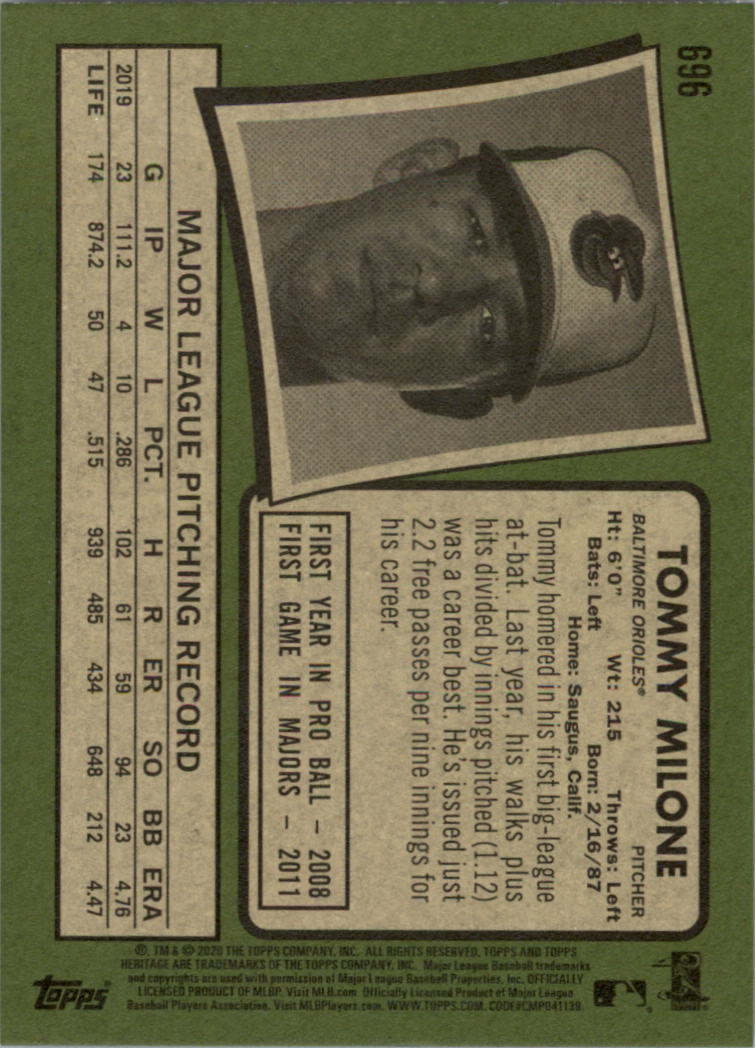 696
TOMMY MILONE
BALTIMORE ORIOLES® PITCHER
Ht: 6'0" Wt: 215 Throws: Left
Bats: Left Born: 2/16/87
Home: Saugus, Calif.
Tommy homered in his first big-league
at-bat. Last year, his walks plus
hits divided by innings pitched (1.12)
was a career best. He's issued just
2.2 free passes per nine innings for
his career.
FIRST YEAR IN PRO BALL – 2008
FIRST GAME IN MAJORS – 2011
MAJOR LEAGUE PITCHING RECORD
G IP W L PCT. H R ER SO BB ERA
2019 23 111.2 4 10 .286 102 61 59 94 23 4.76
LIFE 174 874.2 50 47 .515 939 485 434 648 212 4.47
®, TM & © 2020 THE TOPPS COMPANY, INC. ALL RIGHTS RESERVED. TOPPS AND TOPPS
HERITAGE ARE TRADEMARKS OF THE TOPPS COMPANY, INC. Major League Baseball trademarks
and copyrights are used with permission of Major League Baseball Properties, Inc. OFFICIALLY
LICENSED PRODUCT OF MLBP. Visit MLB.com. Officially Licensed Product of Major League
Baseball Players Association. Visit MLBPlayers.com. WWW.TOPPS.COM. CODE#CMP041139
topps®